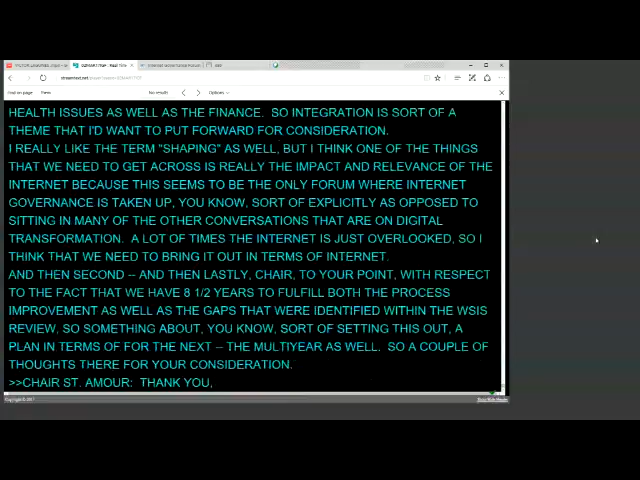 streamtext.net
Find on page
No results
Options
HEALTH ISSUES AS WELL AS THE FINANCE.  SO INTEGRATION IS SORT OF A
THEME THAT I'D WANT TO PUT FORWARD FOR CONSIDERATION.
I REALLY LIKE THE TERM "SHAPING" AS WELL, BUT I THINK ONE OF THE THINGS
THAT WE NEED TO GET ACROSS IS REALLY THE IMPACT AND RELEVANCE OF THE
INTERNET BECAUSE THIS SEEMS TO BE THE ONLY FORUM WHERE INTERNET
GOVERNANCE IS TAKEN UP, YOU KNOW, SORT OF EXPLICITLY AS OPPOSED TO
SITTING IN MANY OF THE OTHER CONVERSATIONS THAT ARE ON DIGITAL
TRANSFORMATION.  A LOT OF TIMES THE INTERNET IS JUST OVERLOOKED, SO I
THINK THAT WE NEED TO BRING IT OUT IN TERMS OF INTERNET.
AND THEN SECOND -- AND THEN LASTLY, CHAIR, TO YOUR POINT, WITH RESPECT
TO THE FACT THAT WE HAVE 8 1/2 YEARS TO FULFILL BOTH THE PROCESS
IMPROVEMENT AS WELL AS THE GAPS THAT WERE IDENTIFIED WITHIN THE WSIS
REVIEW, SO SOMETHING ABOUT, YOU KNOW, SORT OF SETTING THIS OUT, A
PLAN IN TERMS OF FOR THE NEXT -- THE MULTIYEAR AS WELL.  SO A COUPLE OF
THOUGHTS THERE FOR YOUR CONSIDERATION.
>>CHAIR ST. AMOUR:  THANK YOU,